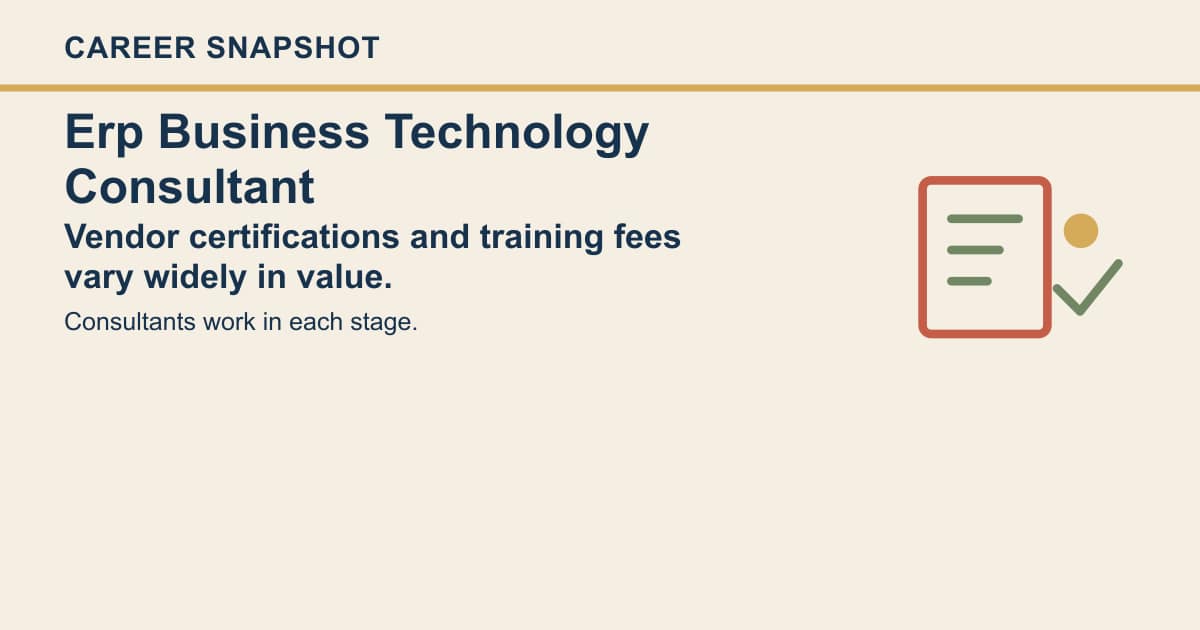 CAREER SNAPSHOT
Erp Business Technology
Consultant
Vendor certifications and training fees
vary widely in value.
Consultants work in each stage.